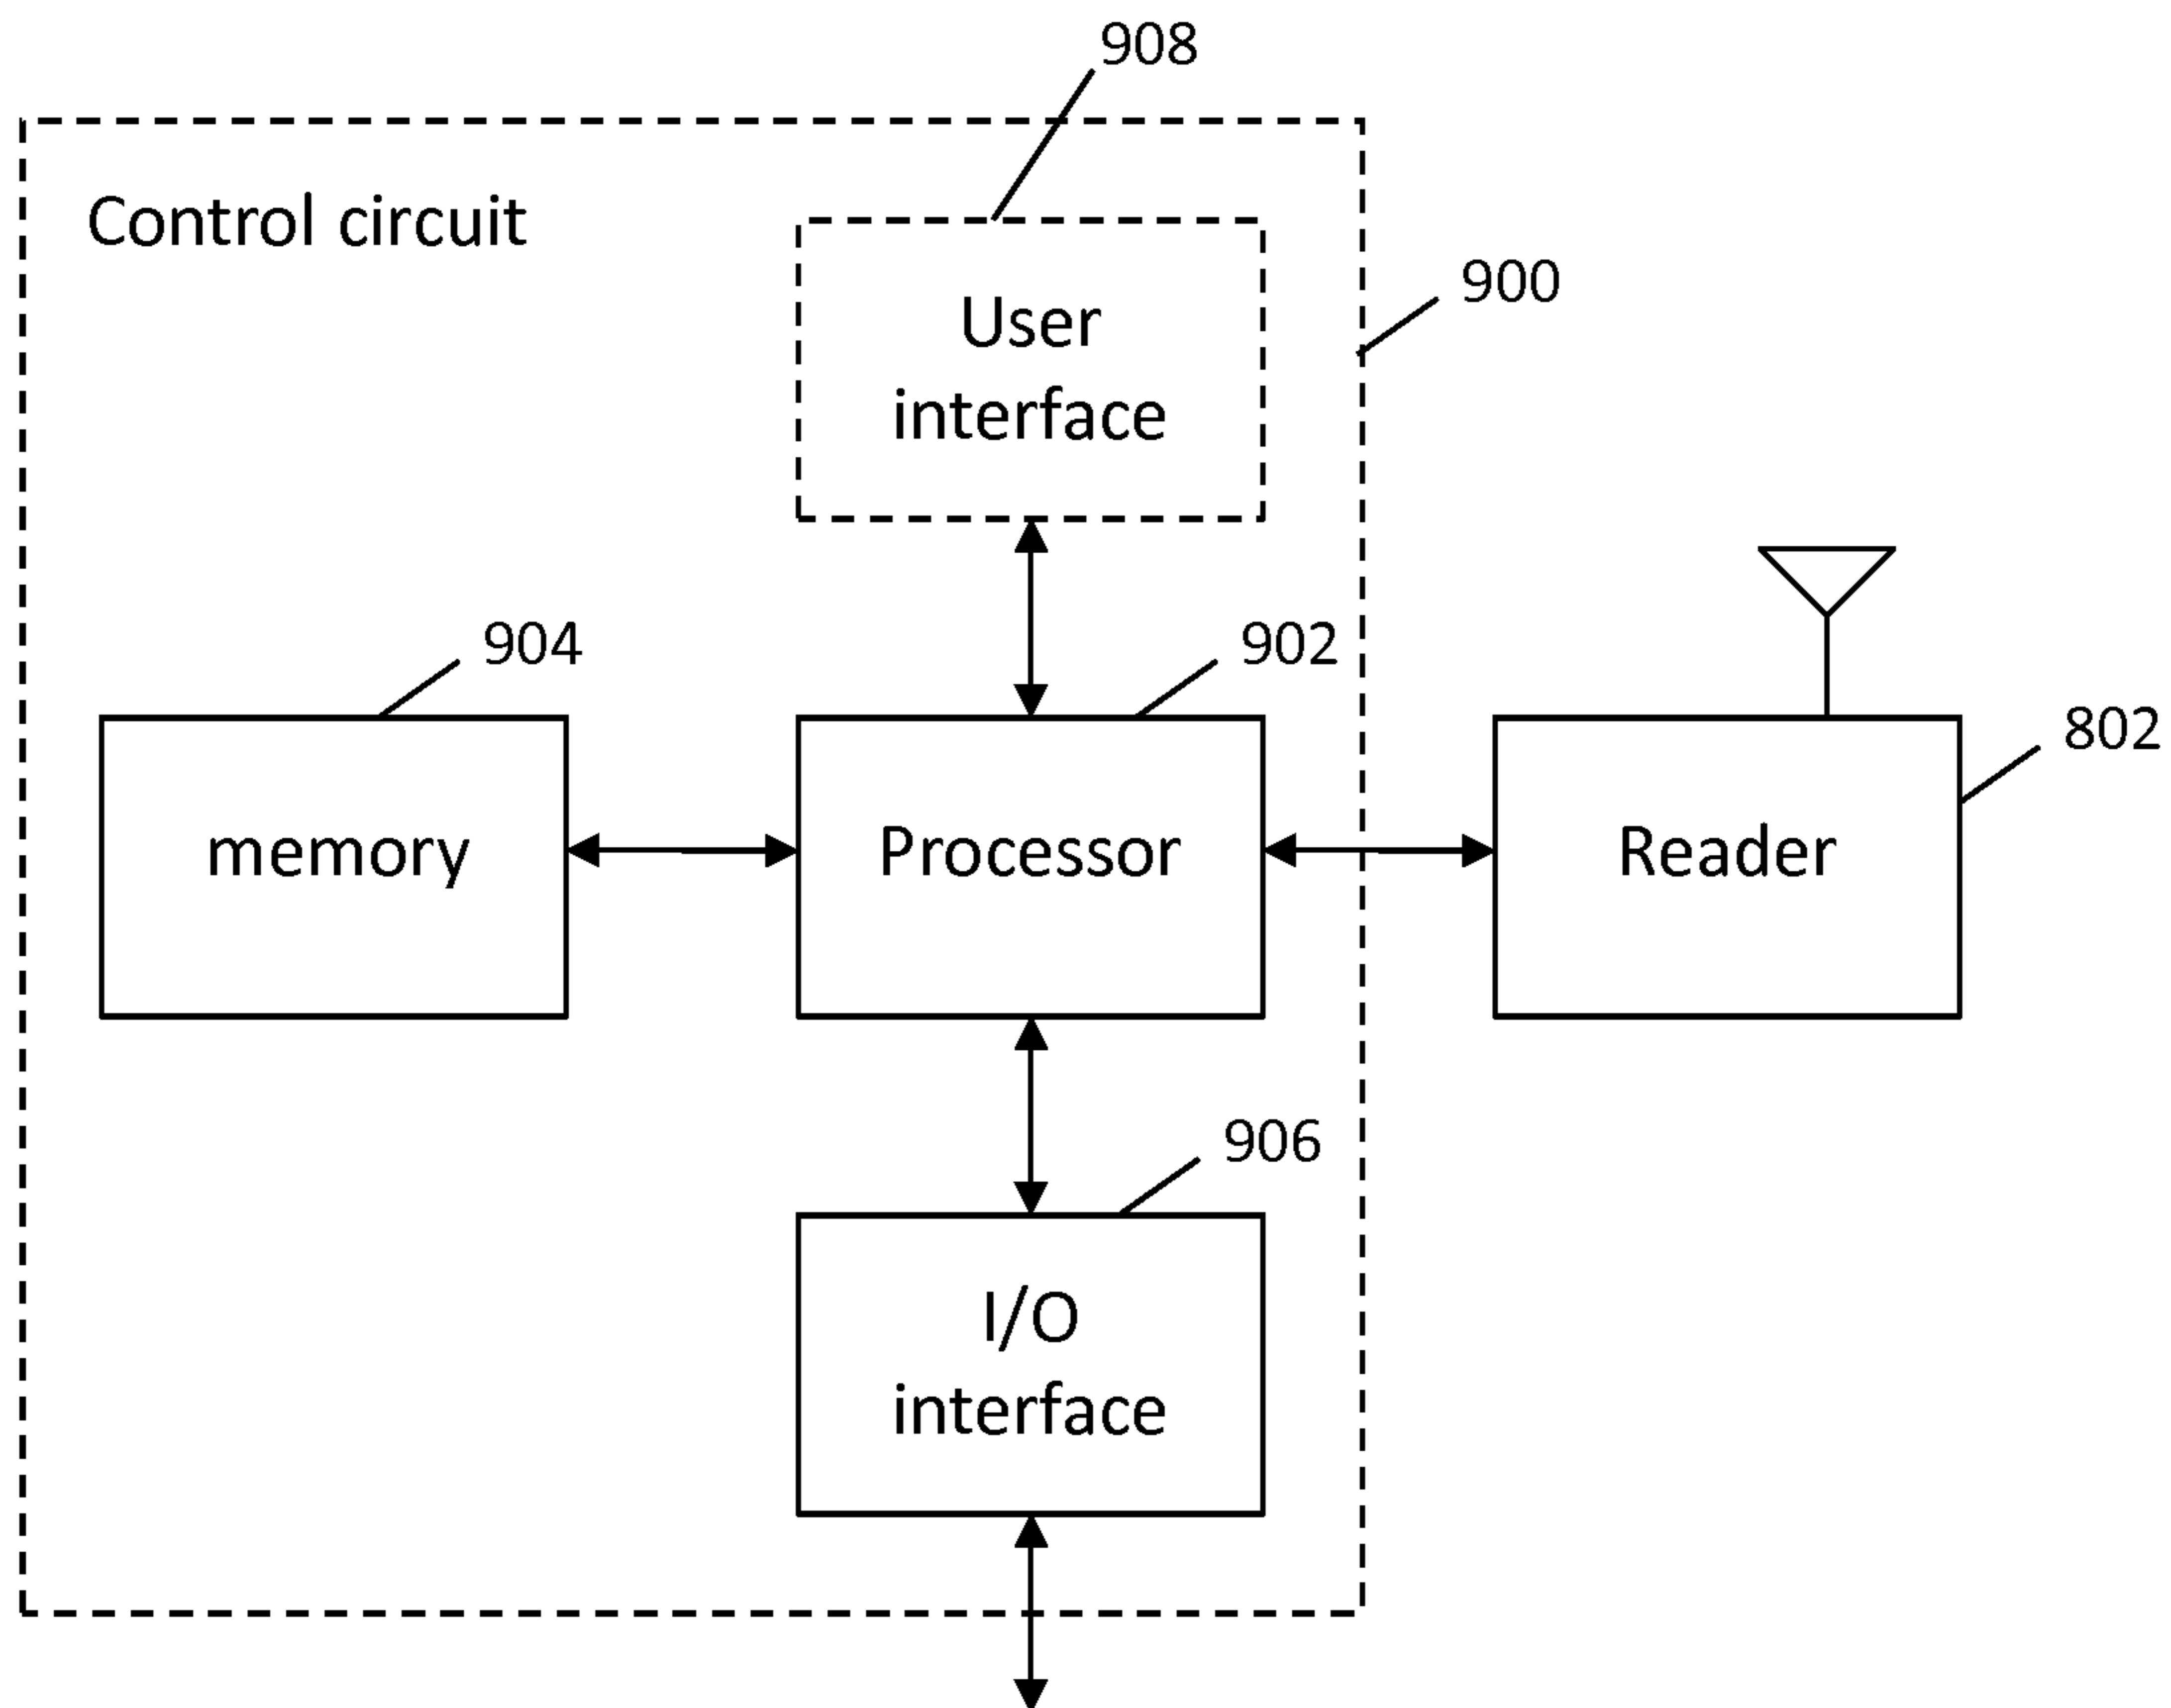 908
Control circuit
900
User
interface
904
902
802
memory
Processor
Reader
906
I/O
interface